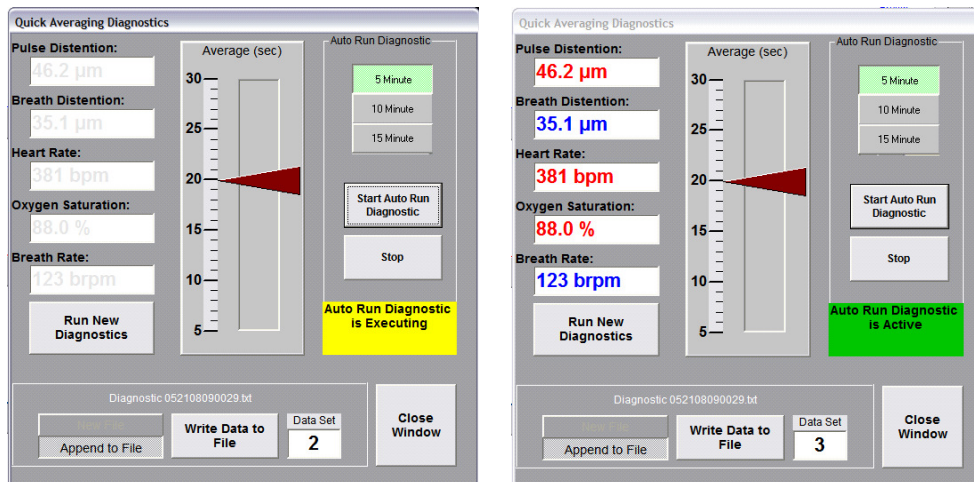 Quick Averaging Diagnostics
Pulse Distention:
46.2 µm
Breath Distention:
35.1 µm
Heart Rate:
381 bpm
Oxygen Saturation:
88.0 %
Breath Rate:
123 brpm
Run New
Diagnostics
Average (sec)
30
25
20
15
10
5
Auto Run Diagnostic
5 Minute
10 Minute
15 Minute
Start Auto Run
Diagnostic
Stop
Auto Run Diagnostic
is Executing
Diagnostic 052108090029.txt
New File
Append to File
Write Data to
File
Data Set
2
Close
Window
Quick Averaging Diagnostics
Pulse Distention:
46.2 µm
Breath Distention:
35.1 µm
Heart Rate:
381 bpm
Oxygen Saturation:
88.0 %
Breath Rate:
123 brpm
Run New
Diagnostics
Average (sec)
30
25
20
15
10
5
Auto Run Diagnostic
5 Minute
10 Minute
15 Minute
Start Auto Run
Diagnostic
Stop
Auto Run Diagnostic
is Active
Diagnostic 052108090029.txt
New File
Append to File
Write Data to
File
Data Set
3
Close
Window